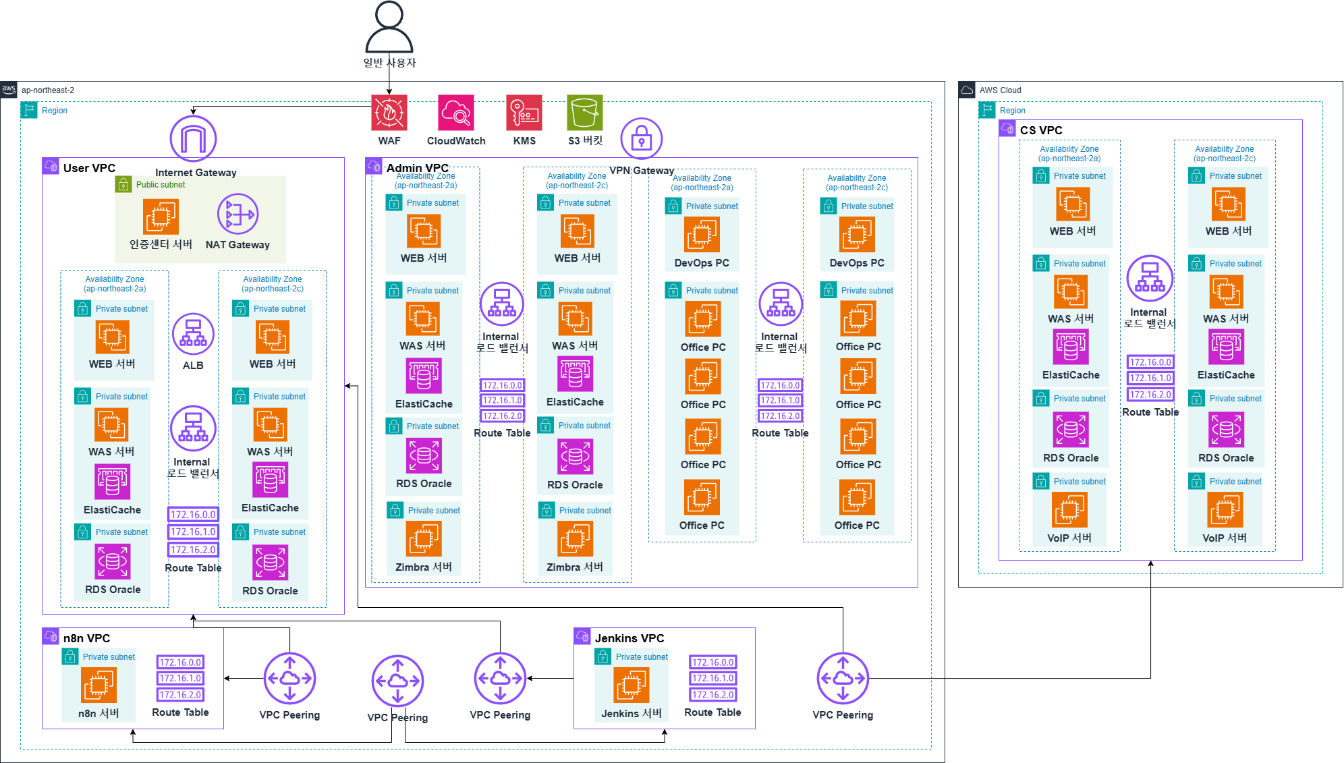 일반 사용자
aws
ap-northeast-2
Region
WAF
CloudWatch
KMS
S3 버킷
Internet Gateway
VPN Gateway
User VPC
Public subnet
인증센터 서버
NAT Gateway
Availability Zone
(ap-northeast-2a)
Private subnet
WEB 서버
Private subnet
WAS 서버
ElastiCache
Private subnet
RDS Oracle
ALB
Internal
로드 밸런서
172.16.0.0
172.16.1.0
172.16.2.0
Route Table
Availability Zone
(ap-northeast-2c)
Private subnet
WEB 서버
Private subnet
WAS 서버
ElastiCache
Private subnet
RDS Oracle
Admin VPC
Availability Zone
(ap-northeast-2a)
Private subnet
WEB 서버
Private subnet
WAS 서버
ElastiCache
Private subnet
RDS Oracle
Private subnet
Zimbra 서버
Internal
로드 밸런서
172.16.0.0
172.16.1.0
172.16.2.0
Route Table
Availability Zone
(ap-northeast-2c)
Private subnet
WEB 서버
Private subnet
WAS 서버
ElastiCache
Private subnet
RDS Oracle
Private subnet
Zimbra 서버
Availability Zone
(ap-northeast-2a)
Private subnet
DevOps PC
Private subnet
Office PC
Office PC
Office PC
Office PC
Internal
로드 밸런서
172.16.0.0
172.16.1.0
172.16.2.0
Route Table
Availability Zone
(ap-northeast-2c)
Private subnet
DevOps PC
Private subnet
Office PC
Office PC
Office PC
Office PC
n8n VPC
Private subnet
n8n 서버
172.16.0.0
172.16.1.0
172.16.2.0
Route Table
VPC Peering
VPC Peering
VPC Peering
Jenkins VPC
Private subnet
Jenkins 서버
172.16.0.0
172.16.1.0
172.16.2.0
Route Table
VPC Peering
AWS Cloud
Region
CS VPC
Availability Zone
(ap-northeast-2a)
Private subnet
WEB 서버
Private subnet
WAS 서버
ElastiCache
Private subnet
RDS Oracle
Private subnet
VoIP 서버
Internal
로드 밸런서
172.16.0.0
172.16.1.0
172.16.2.0
Route Table
Availability Zone
(ap-northeast-2c)
Private subnet
WEB 서버
Private subnet
WAS 서버
ElastiCache
Private subnet
RDS Oracle
Private subnet
VoIP 서버